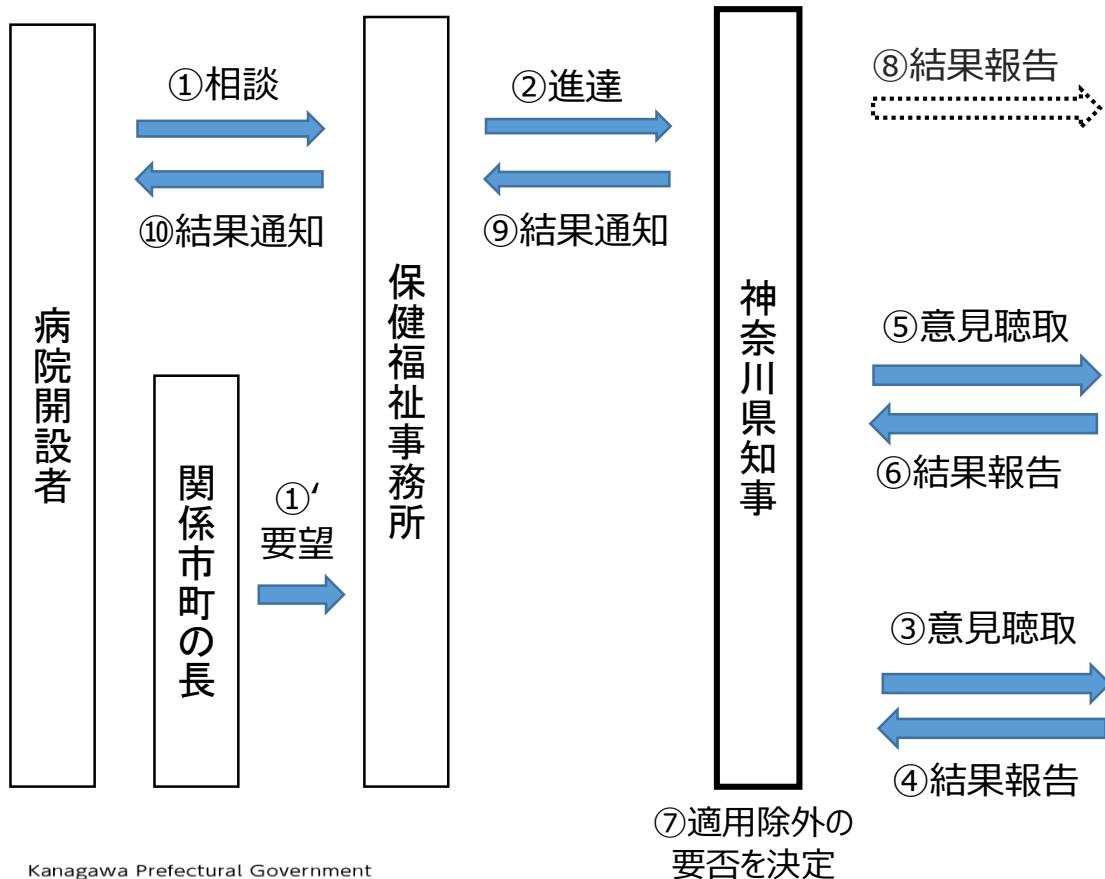 ①相談
②進達
⑧結果報告
⑩結果通知
⑨結果通知
病院開設者
関係市町の長
①‘
要望
保健福祉事務所
神奈川県知事
⑤意見聴取
⑥結果報告
③意見聴取
④結果報告
⑦適用除外の
要否を決定
Kanagawa Prefectural Government